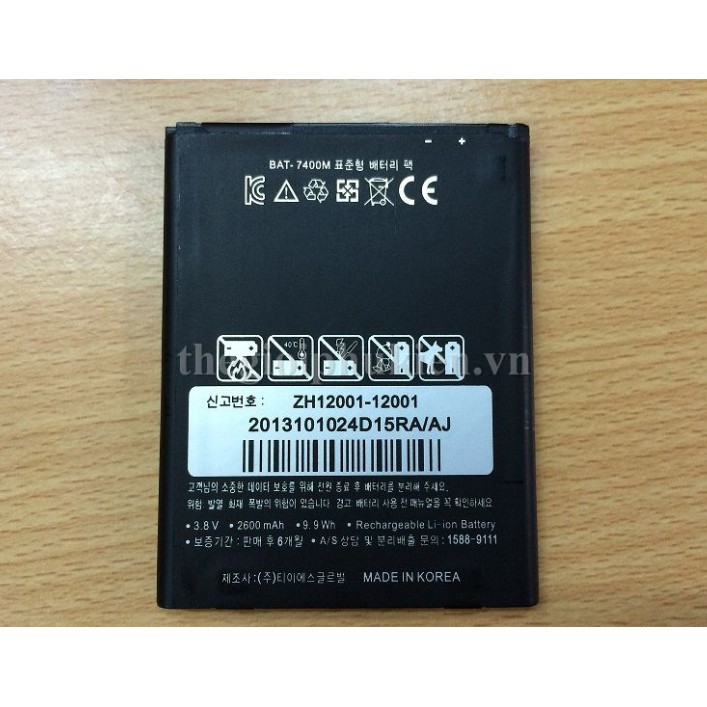 - +
BAT-7400M 표준형 배터리 팩
CE
40℃
신고번호 : ZH12001-12001
2013101024D15RA/AJ
고객님의 소중한 데이터 보호를 위해 전원 종료 후 배터리를 분리해 주세요.
위험: 발열 화재 폭발의 위험이 있습니다. 경고 배터리 사용 전 매뉴얼을 꼭 확인하세요
• 3.8 V • 2600 mAh • 9.9 Wh • Rechargeable Li-ion Battery
• 보증기간 : 판매 후 6개월 • A/S 상담 및 분리배출 문의 : 1588-9111
제조사 : (주)티이에스글로벌 MADE IN KOREA